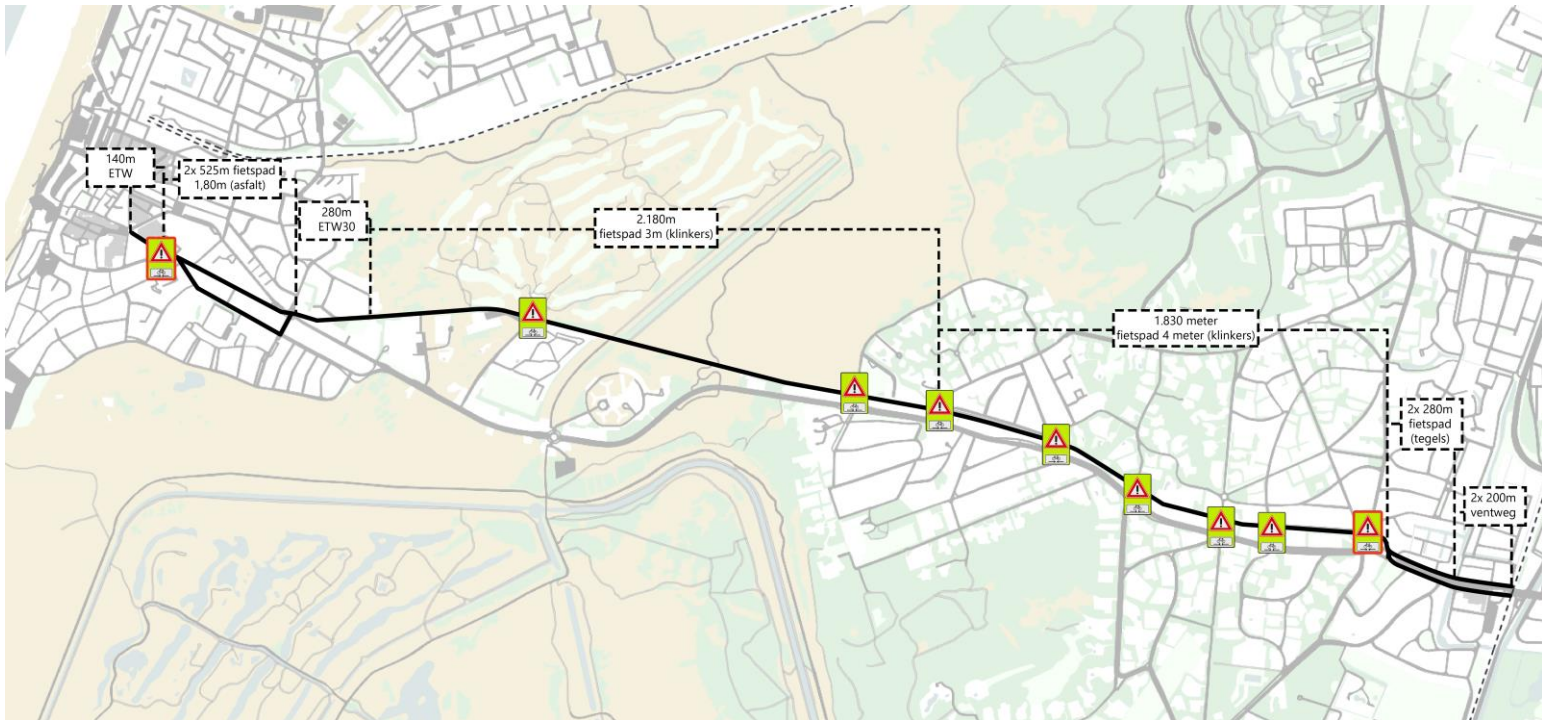 140m
ETW
2x 525m fietspad
1,80m (asfalt)
280m
ETW30
2.180m
fietspad 3m (klinkers)
1.830 meter
fietspad 4 meter (klinkers)
2x 280m
fietspad
(tegels)
2x 200m
ventweg